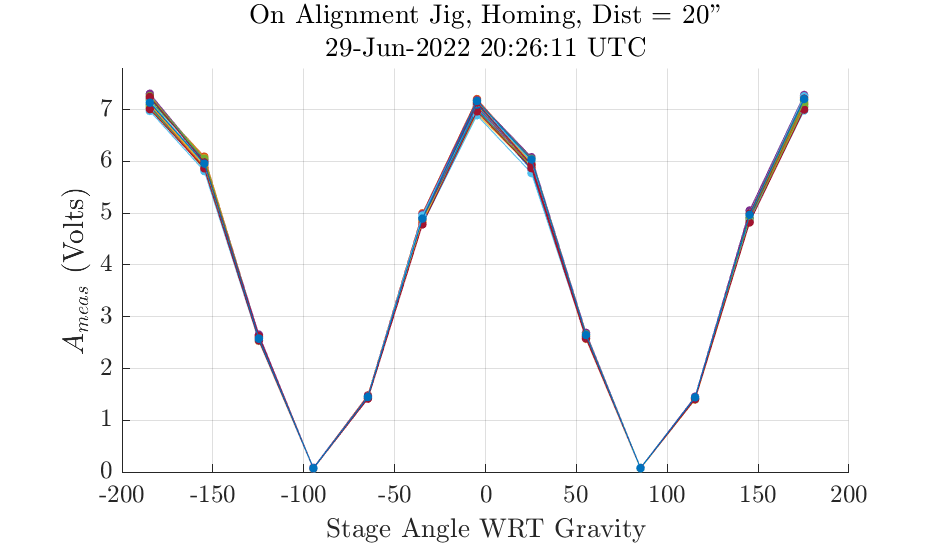 On Alignment Jig, Homing, Dist = 20”
29-Jun-2022 20:26:11 UTC
7
6
5
4
3
2
1
0
A_meas (Volts)
-200 -150 -100 -50 0 50 100 150 200
Stage Angle WRT Gravity